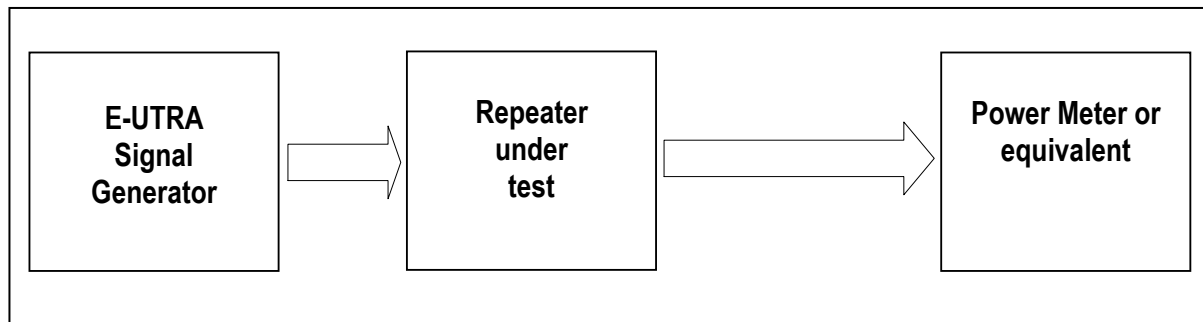 E-UTRA
Signal
Generator
Repeater
under
test
Power Meter or
equivalent